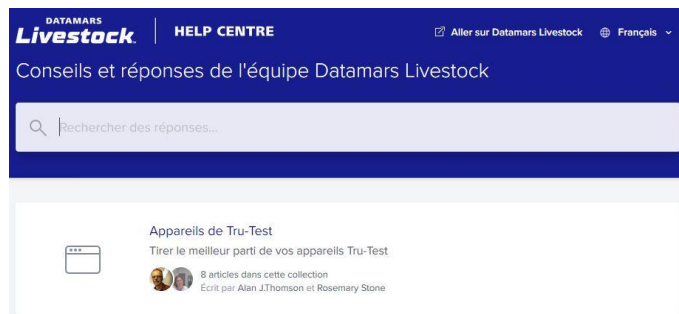 DATAMARS
Livestock. HELP CENTRE Aller sur Datamars Livestock Français
Conseils et réponses de l'équipe Datamars Livestock
Rechercher des réponses...
Appareils de Tru-Test
Tirer le meilleur parti de vos appareils Tru-Test
8 articles dans cette collection
Écrit par Alan J.Thomson et Rosemary Stone